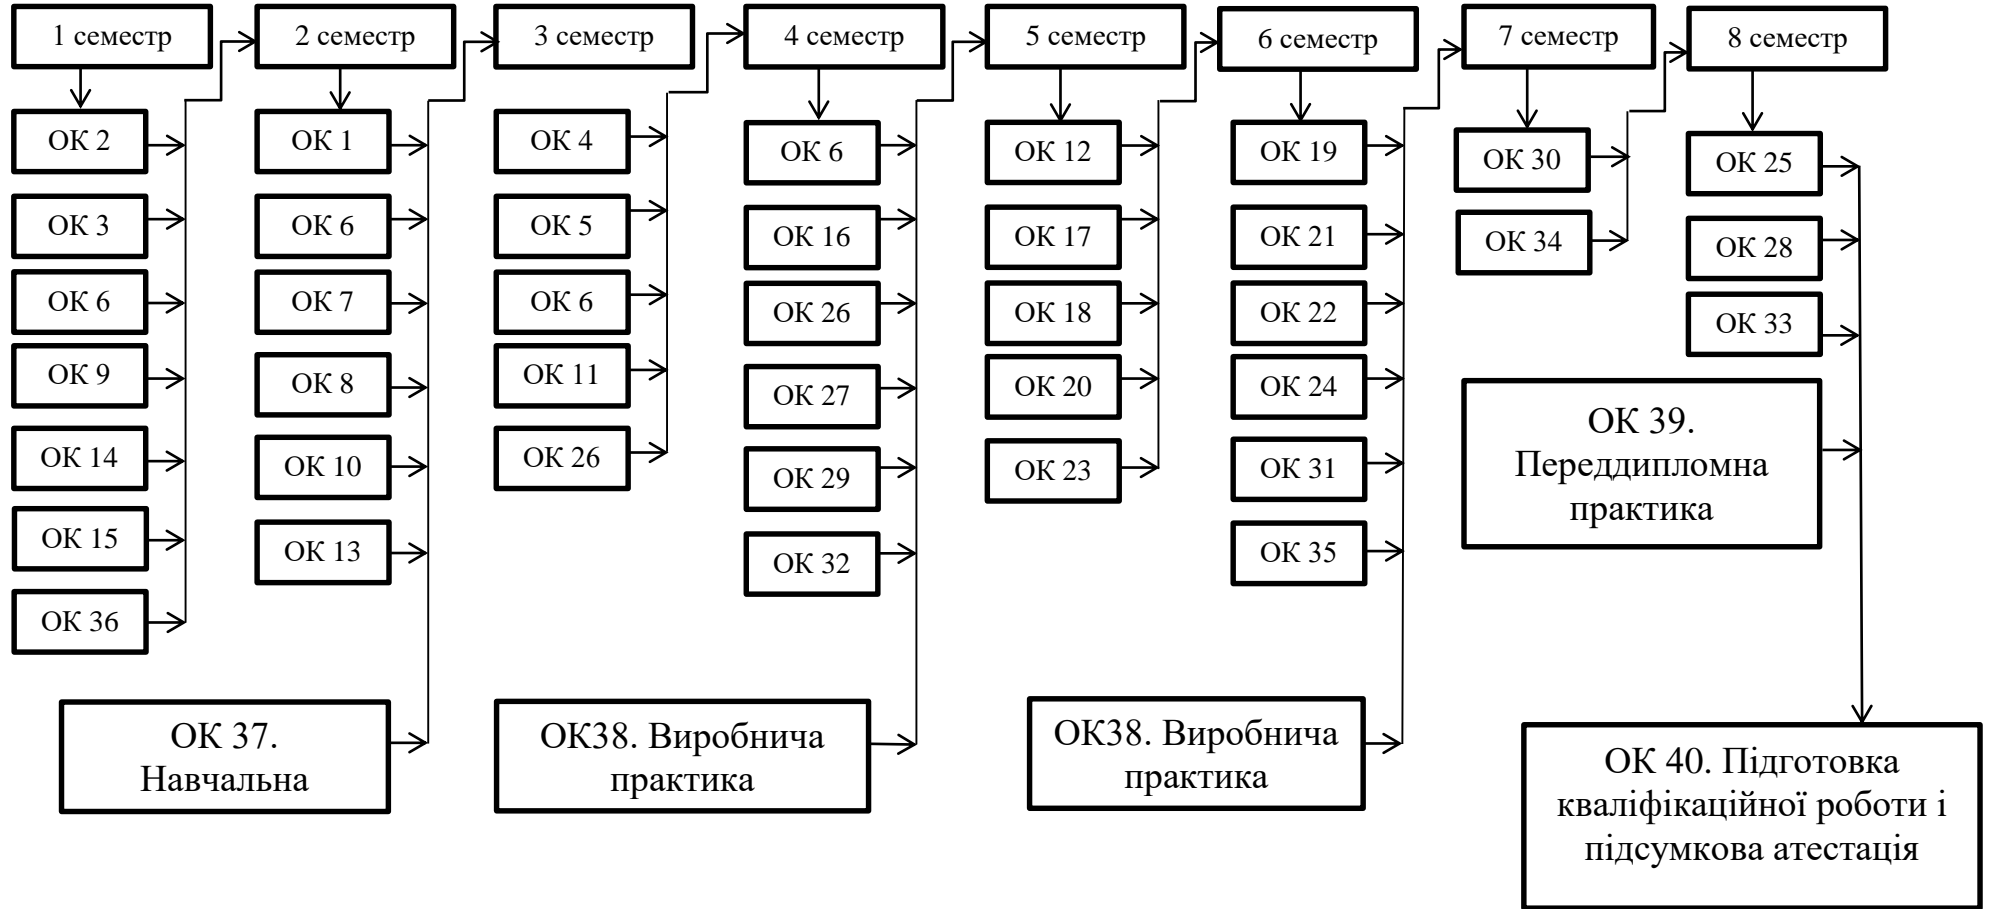 1 семестр
2 семестр
3 семестр
4 семестр
5 семестр
6 семестр
7 семестр
8 семестр
ОК 2
ОК 3
ОК 6
ОК 9
ОК 14
ОК 15
ОК 36
ОК 1
ОК 6
ОК 7
ОК 8
ОК 10
ОК 13
ОК 37.
Навчальна
ОК 4
ОК 5
ОК 6
ОК 11
ОК 26
ОК 6
ОК 16
ОК 26
ОК 27
ОК 29
ОК 32
ОК38. Виробнича
практика
ОК 12
ОК 17
ОК 18
ОК 20
ОК 23
ОК 19
ОК 21
ОК 22
ОК 24
ОК 31
ОК 35
ОК38. Виробнича
практика
ОК 30
ОК 34
ОК 25
ОК 28
ОК 33
ОК 39.
Переддипломна
практика
ОК 40. Підготовка
кваліфікаційної роботи і
підсумкова атестація